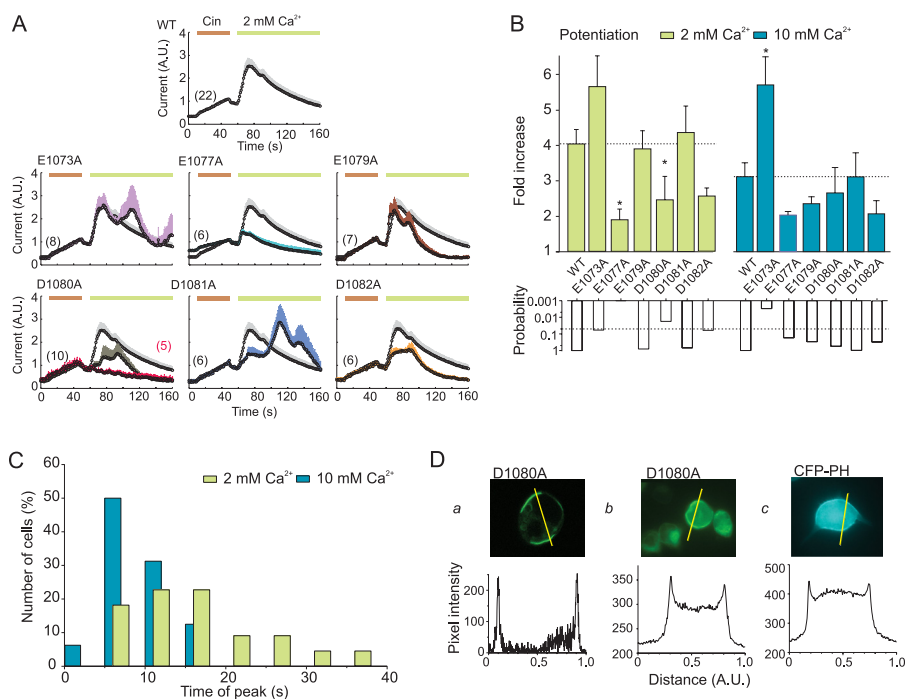 A
WT
Cin
2 mM Ca²⁺
Current (A.U.)
4
3
2
1
0
(22)
0 40 80 120 160
Time (s)
E1073A
E1077A
E1079A
Current (A.U.)
4
3
2
1
0
(8)
(6)
(7)
D1080A
D1081A
D1082A
Current (A.U.)
4
3
2
1
0
(10)
(5)
(6)
(6)
0 40 80 120 160
0 40 80 120 160
0 40 80 120 160
Time (s)
B
Potentiation
2 mM Ca²⁺
10 mM Ca²⁺
Fold increase
6
5
4
3
2
1
* * *
WT E1073A E1077A E1079A D1080A D1081A D1082A
WT E1073A E1077A E1079A D1080A D1081A D1082A
Probability
0.001
0.01
0.1
1
C
2 mM Ca²⁺
10 mM Ca²⁺
Number of cells (%)
60
50
40
30
20
10
0
0 10 20 30 40
Time of peak (s)
D
D1080A
D1080A
CFP-PH
a
b
c
Pixel intensity
200
100
0
350
300
250
200
500
400
300
200
0 0.5 1.0
0 0.5 1.0
0 0.5 1.0
Distance (A.U.)